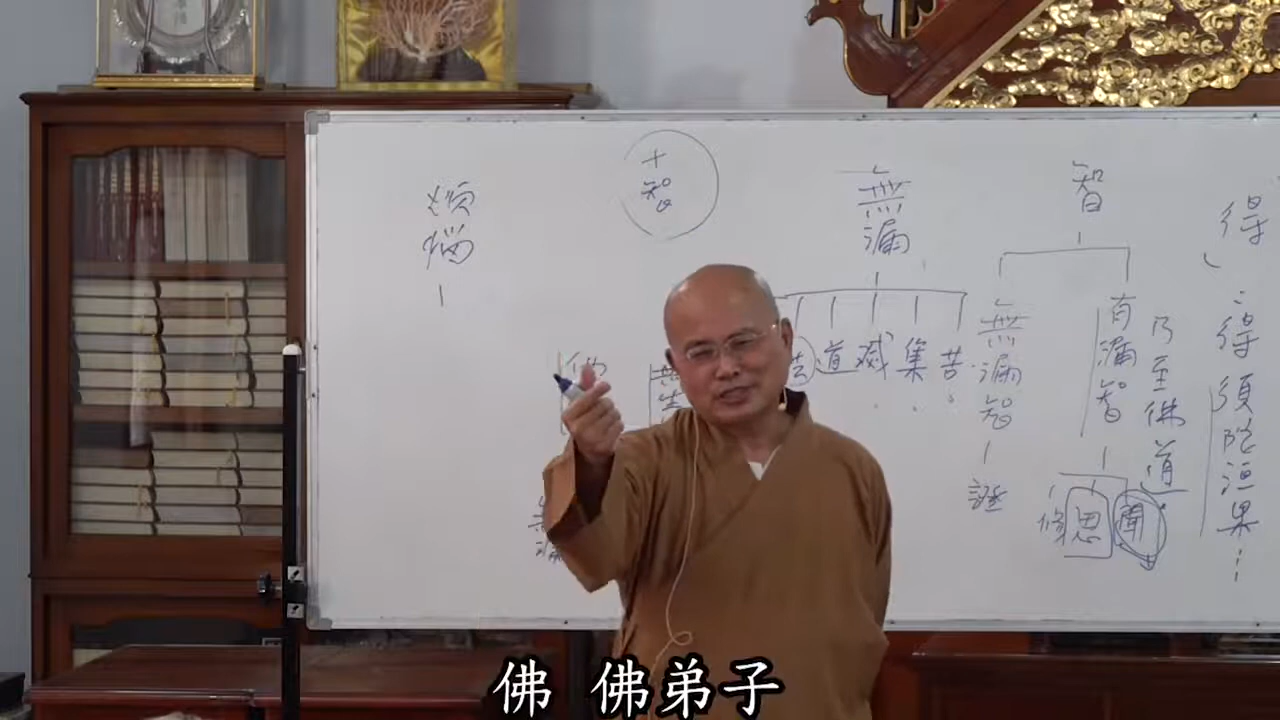 得、
得須陀洹果…
乃至佛道
智
有漏智
聞
思
修
無漏智
證
無漏
苦
集
滅
道
十智
煩惱
佛 佛弟子